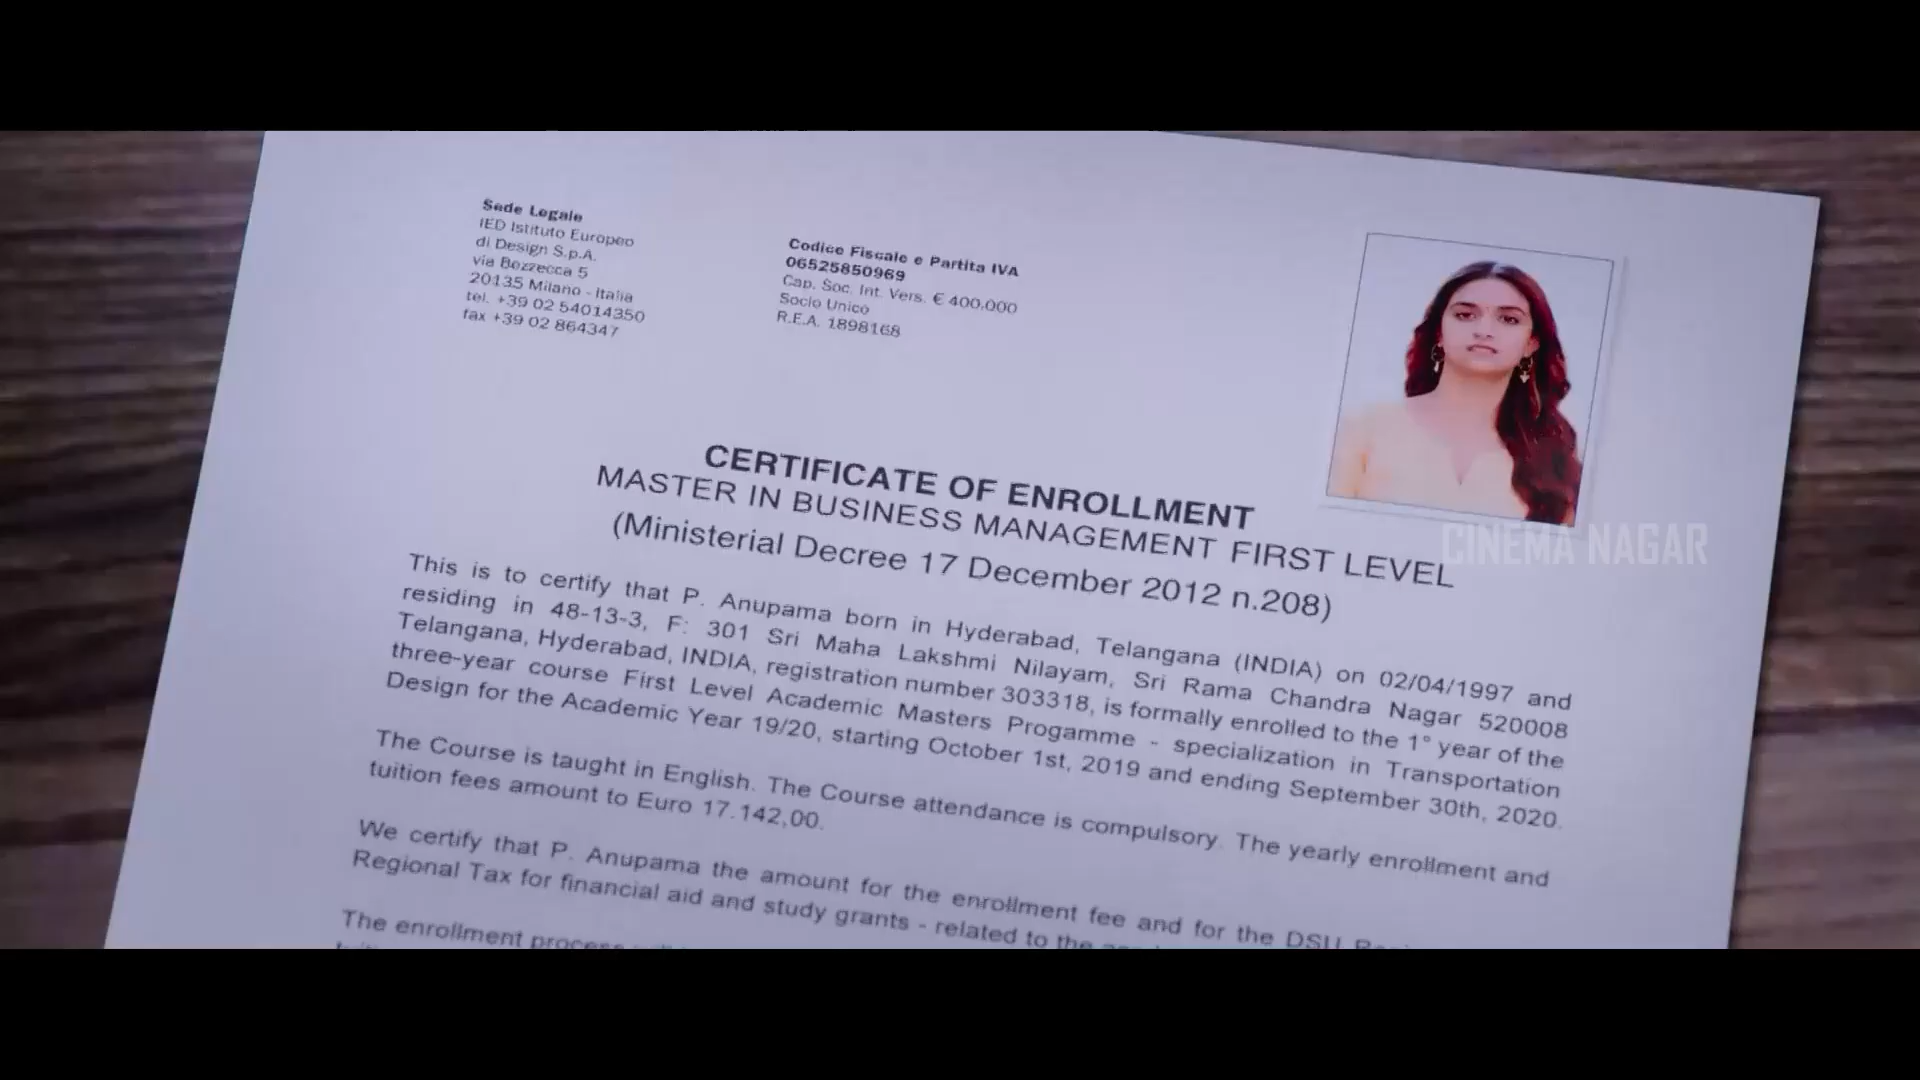 Sede Legale
IED Istituto Europeo
di Design S.p.A.
via Bezzecca 5
20135 Milano - Italia
tel. +39 02 54014350
fax +39 02 864347
Codice Fiscale e Partita IVA
06525850969
Cap. Soc. Int. Vers. € 400.000
Socio Unico
R.E.A. 1898168
CERTIFICATE OF ENROLLMENT
MASTER IN BUSINESS MANAGEMENT FIRST LEVEL
(Ministerial Decree 17 December 2012 n.208)
CINEMA NAGAR
This is to certify that P. Anupama born in Hyderabad, Telangana (INDIA) on 02/04/1997 and
residing in 48-13-3, F: 301 Sri Maha Lakshmi Nilayam, Sri Rama Chandra Nagar 520008
Telangana, Hyderabad, INDIA, registration number 303318, is formally enrolled to the 1° year of the
three-year course First Level Academic Masters Progamme - specialization in Transportation
Design for the Academic Year 19/20, starting October 1st, 2019 and ending September 30th, 2020.
The Course is taught in English. The Course attendance is compulsory. The yearly enrollment and
tuition fees amount to Euro 17.142,00.
We certify that P. Anupama the amount for the enrollment fee and for the DSU
Regional Tax for financial aid and study grants - related to the
The enrollment process